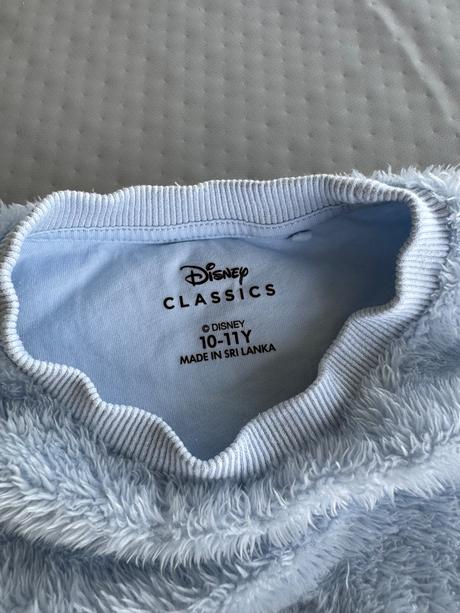 Disney
CLASSICS
© DISNEY
10-11Y
MADE IN SRI LANKA